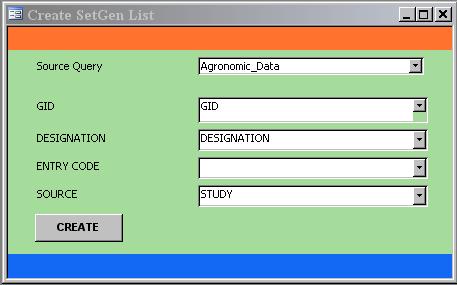 Create SetGen List
Source Query Agronomic_Data
GID GID
DESIGNATION DESIGNATION
ENTRY CODE
SOURCE STUDY
CREATE